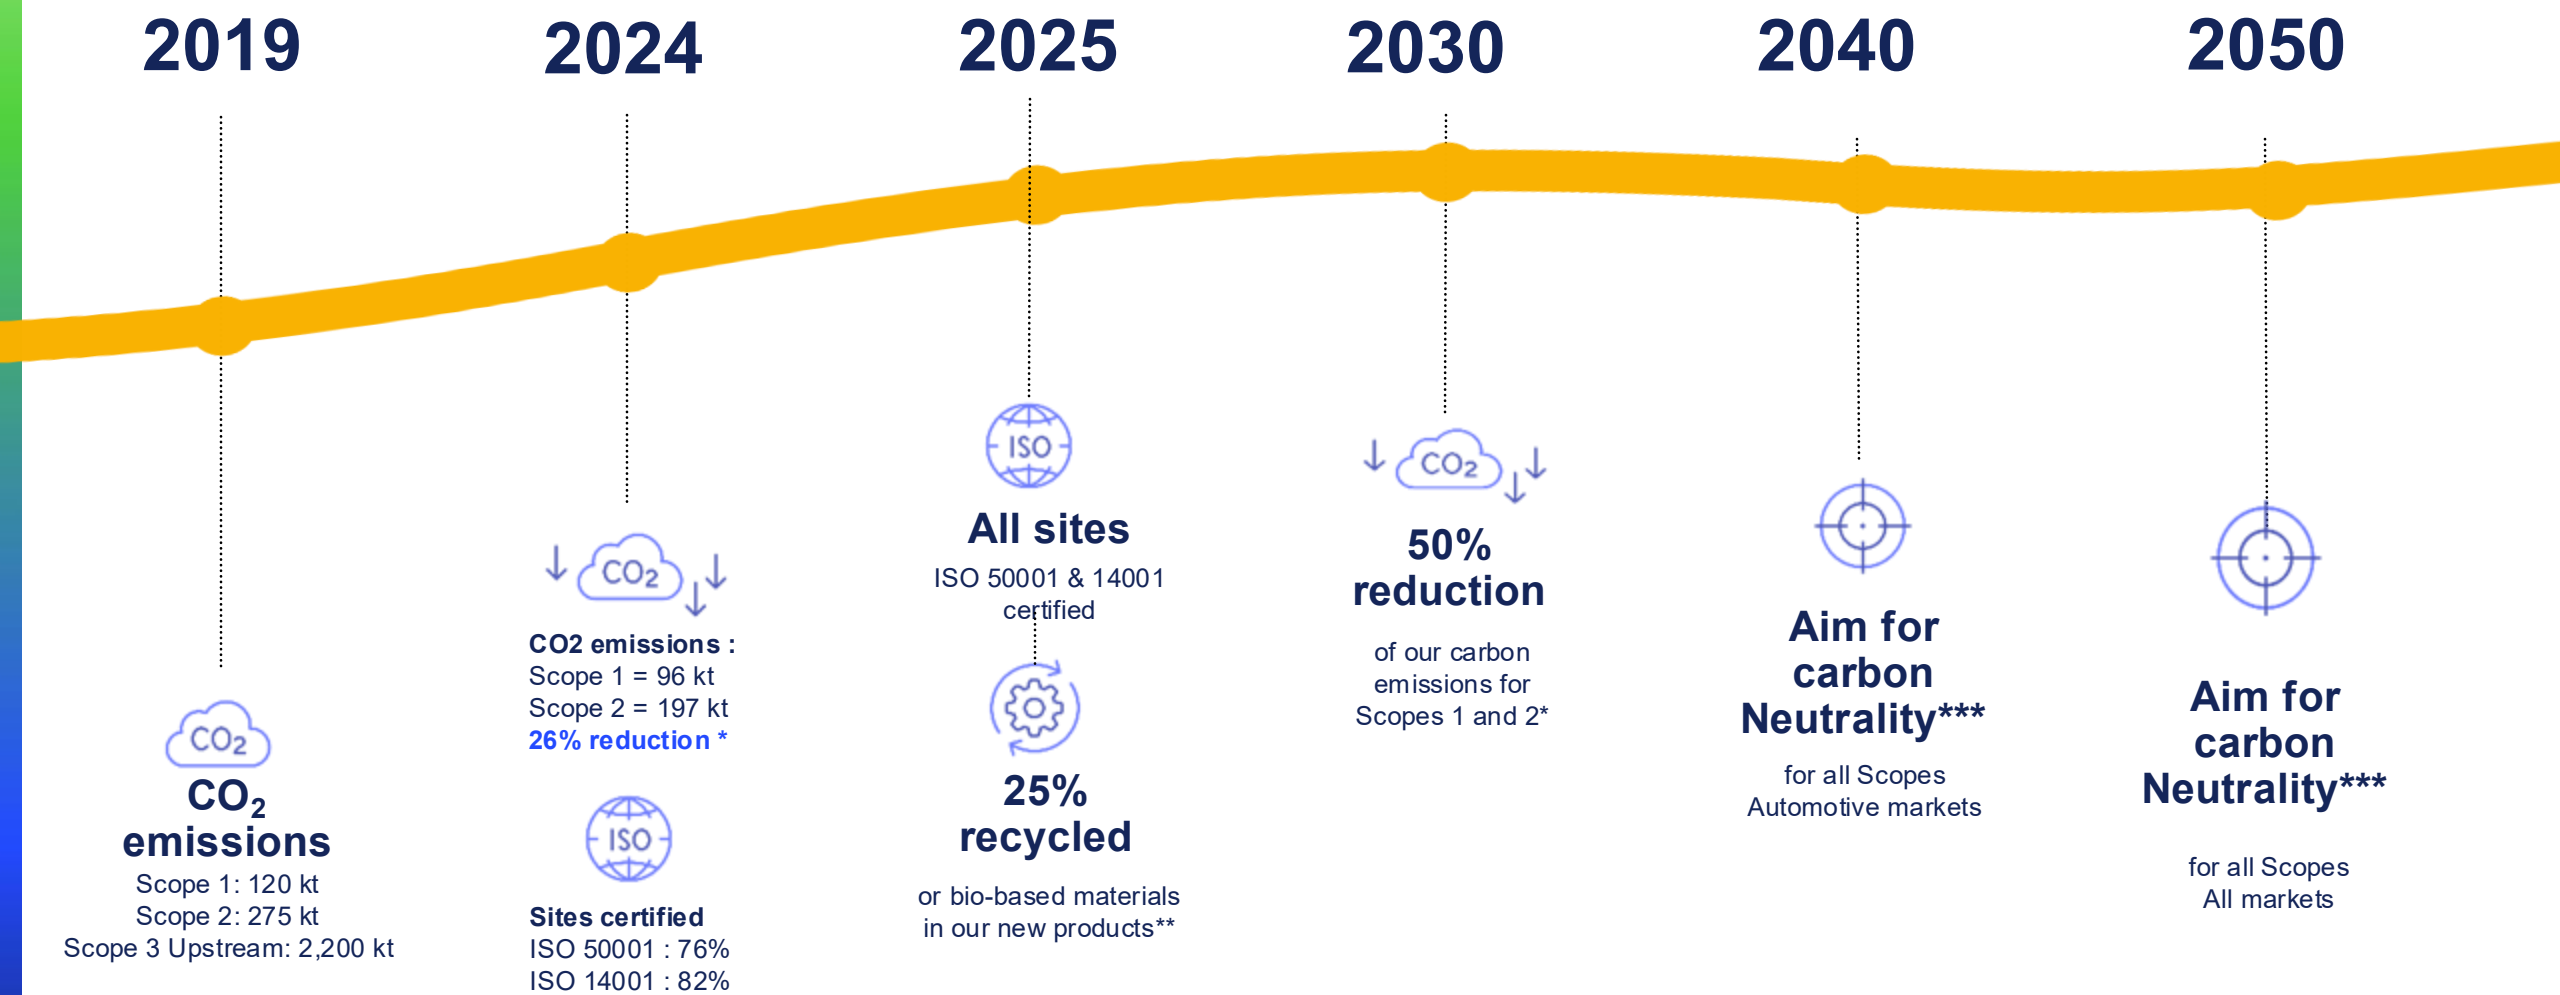 2019
2024
2025
2030
2040
2050
CO2
CO₂
emissions
Scope 1: 120 kt
Scope 2: 275 kt
Scope 3 Upstream: 2,200 kt
CO2
CO2 emissions :
Scope 1 = 96 kt
Scope 2 = 197 kt
26% reduction *
ISO
Sites certified
ISO 50001 : 76%
ISO 14001 : 82%
ISO
All sites
ISO 50001 & 14001
certified
25%
recycled
or bio-based materials
in our new products**
CO2
50%
reduction
of our carbon
emissions for
Scopes 1 and 2*
Aim for
carbon
Neutrality***
for all Scopes
Automotive markets
Aim for
carbon
Neutrality***
for all Scopes
All markets